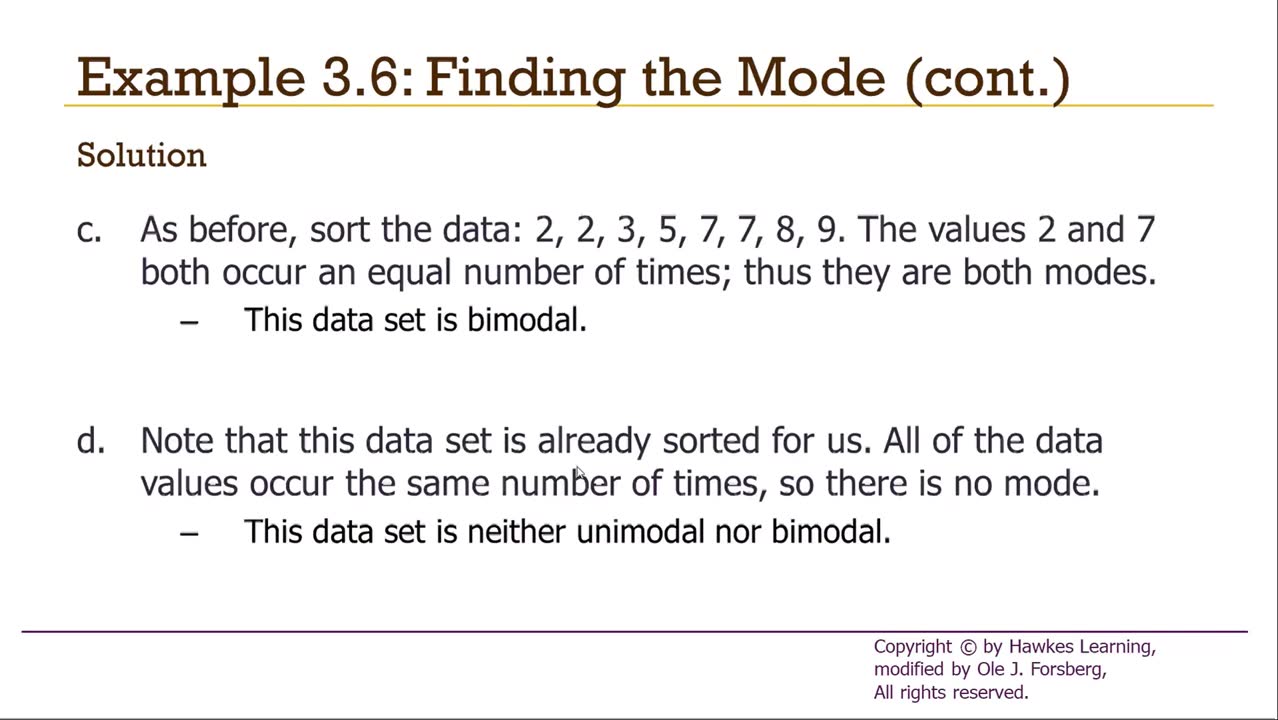 Example 3.6: Finding the Mode (cont.)
Solution
c. As before, sort the data: 2, 2, 3, 5, 7, 7, 8, 9. The values 2 and 7
both occur an equal number of times; thus they are both modes.
– This data set is bimodal.
d. Note that this data set is already sorted for us. All of the data
values occur the same number of times, so there is no mode.
– This data set is neither unimodal nor bimodal.
Copyright © by Hawkes Learning,
modified by Ole J. Forsberg,
All rights reserved.